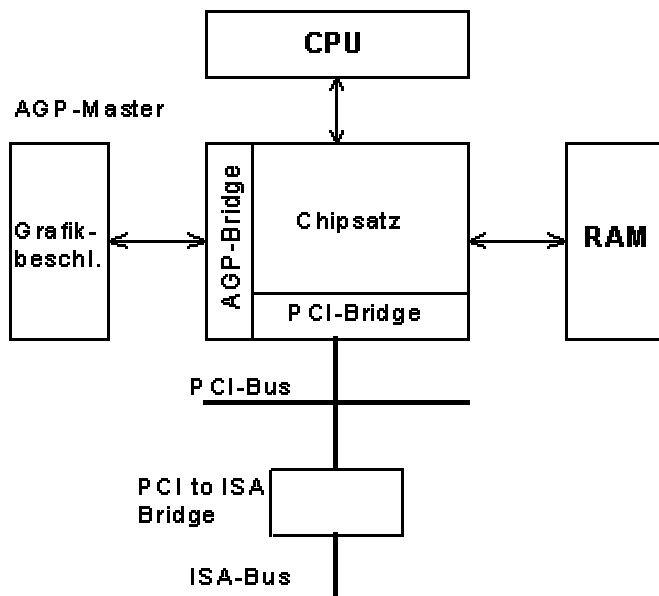 CPU
AGP-Master
Grafik-
beschl.
AGP-Bridge
Chipsatz
RAM
PCI-Bridge
PCI-Bus
PCI to ISA
Bridge
ISA-Bus